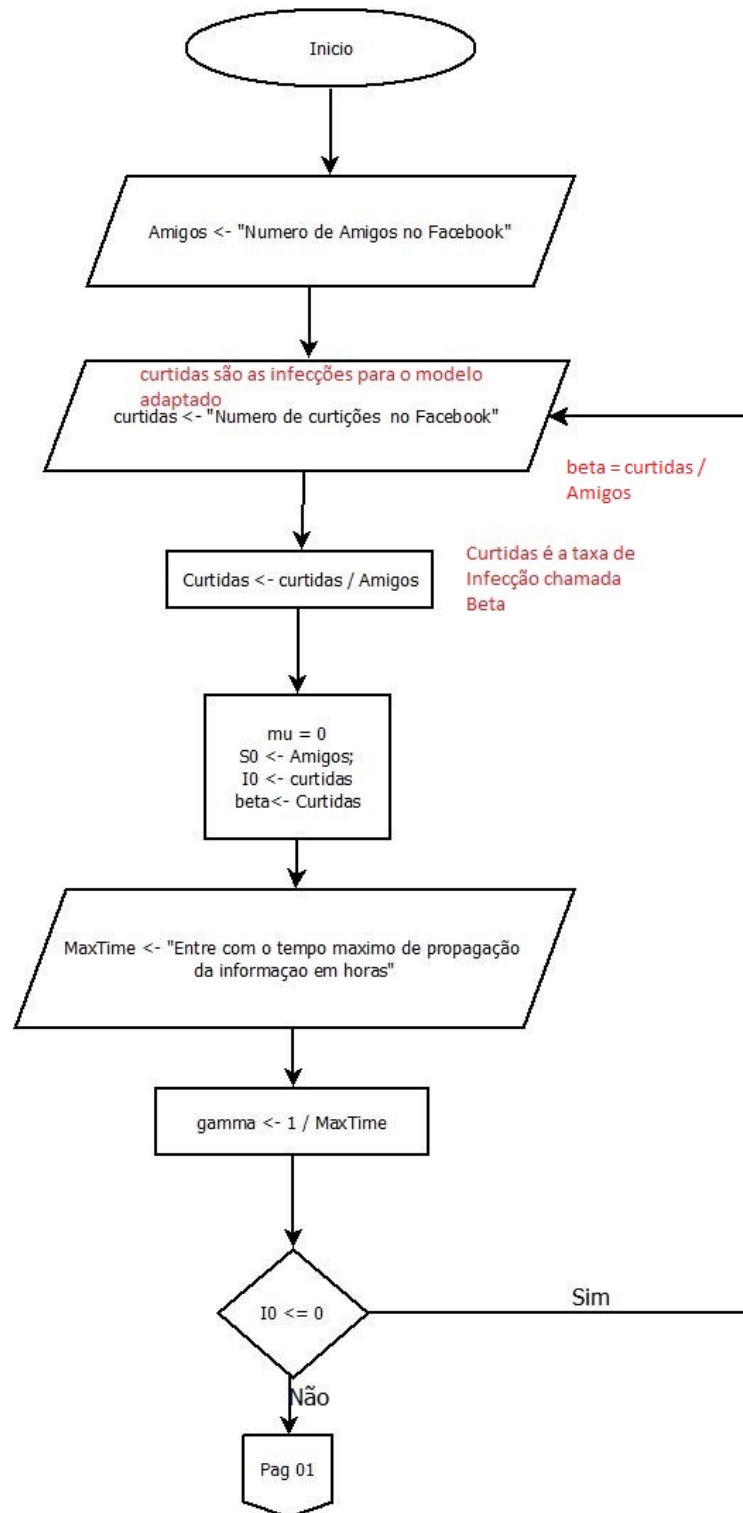 Inicio
Amigos <- "Numero de Amigos no Facebook"
curtidas são as infecções para o modelo
adaptado
curtidas <- "Numero de curtições no Facebook"
beta = curtidas /
Amigos
Curtidas <- curtidas / Amigos
Curtidas é a taxa de
Infecção chamada
Beta
mu = 0
S0 <- Amigos;
I0 <- curtidas
beta<- Curtidas
MaxTime <- "Entre com o tempo maximo de propagação
da informaçao em horas"
gamma <- 1 / MaxTime
I0 <= 0
Sim
Não
Pag 01